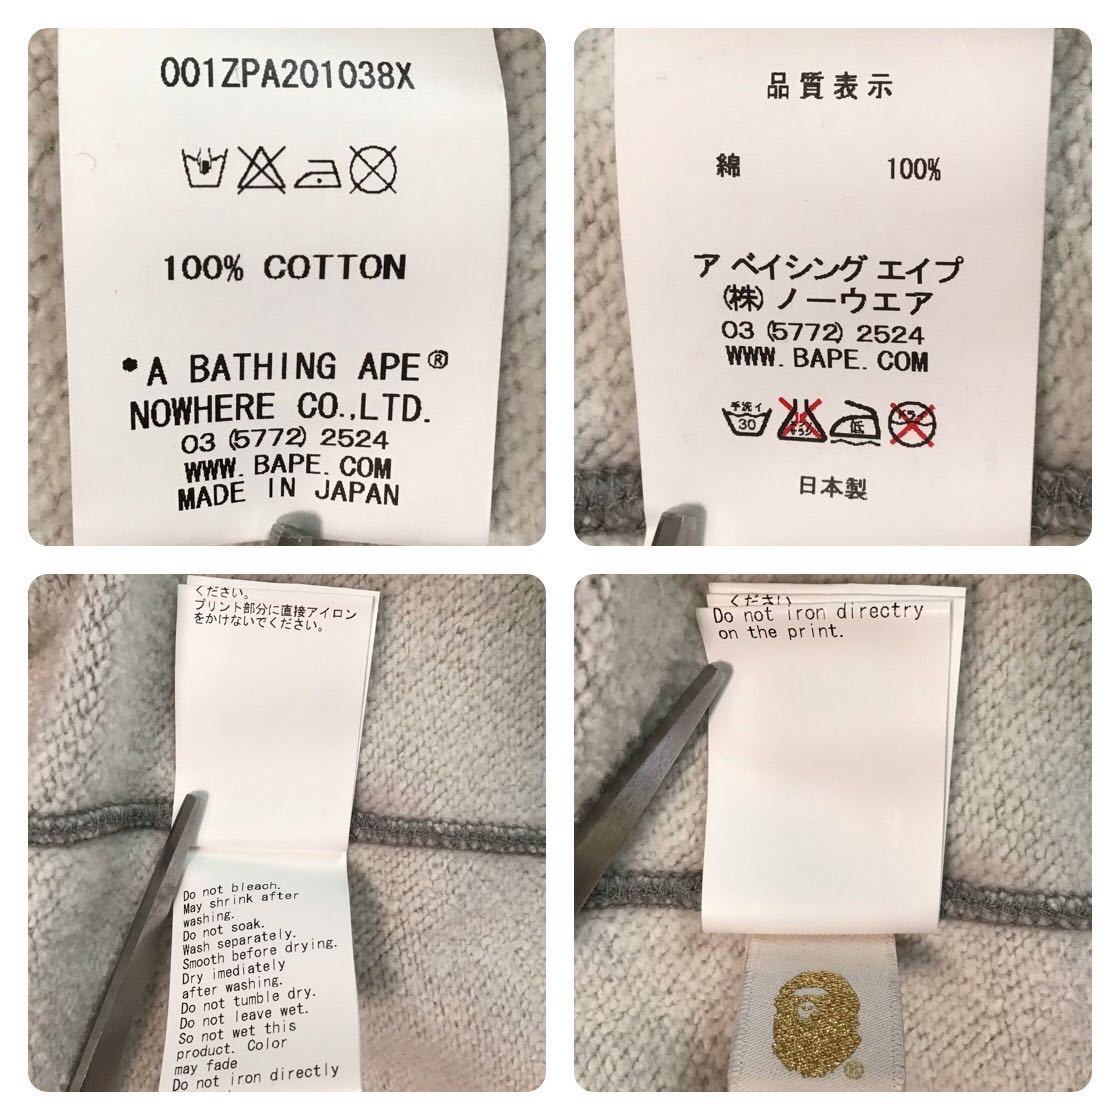 001ZPA201038X
100% COTTON
*A BATHING APE®
NOWHERE CO.,LTD.
03 (5772) 2524
WWW. BAPE. COM
MADE IN JAPAN
品質表示
綿 100%
ア ベイシング エイプ
(株) ノーウエア
03 (5772) 2524
WWW. BAPE. COM
手洗イ
30
低
日本製
ください。
プリント部分に直接アイロン
をかけないでください。
Do not bleach.
May shrink after
washing.
Do not soak.
Wash separately.
Smooth before drying.
Dry imediately
after washing.
Do not tumble dry.
Do not leave wet.
So not wet this
product. Color
may fade
Do not iron directly
ください
Do not iron directry
on the print.
®